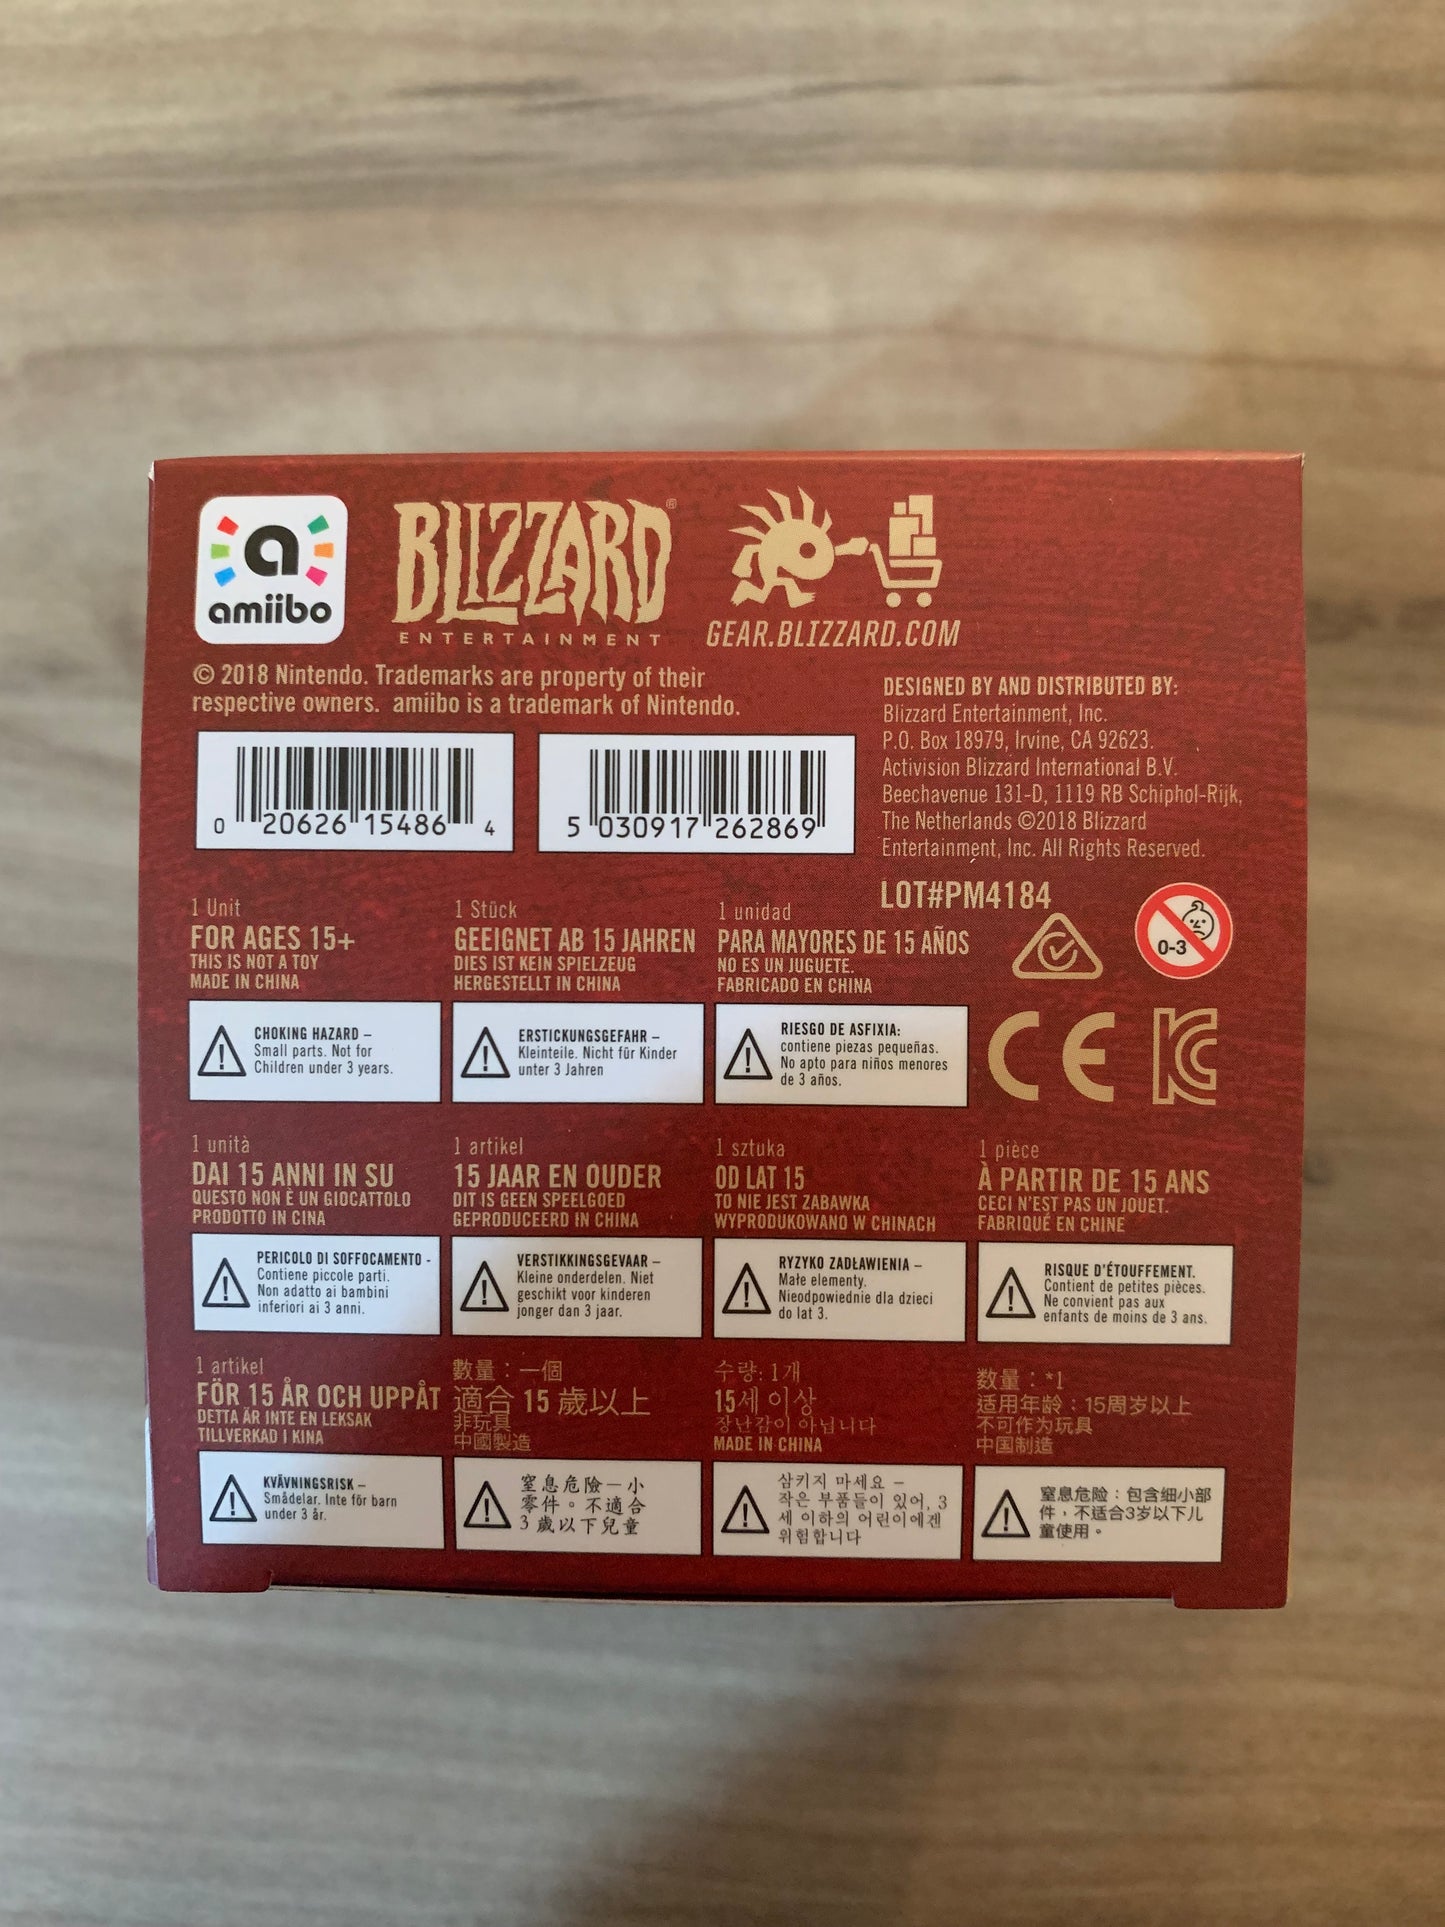 a
amiibo
BLIZZARD®
ENTERTAINMENT
GEAR.BLIZZARD.COM
© 2018 Nintendo. Trademarks are property of their
respective owners. amiibo is a trademark of Nintendo.
DESIGNED BY AND DISTRIBUTED BY:
Blizzard Entertainment, Inc.
P.O. Box 18979, Irvine, CA 92623.
Activision Blizzard International B.V.
Beechavenue 131-D, 1119 RB Schiphol-Rijk,
The Netherlands ©2018 Blizzard
Entertainment, Inc. All Rights Reserved.
0 20626 15486 4
5 030917 262869
LOT#PM4184
0-3
CE
KC
1 Unit
FOR AGES 15+
THIS IS NOT A TOY
MADE IN CHINA
CHOKING HAZARD –
Small parts. Not for
Children under 3 years.
1 Stück
GEEIGNET AB 15 JAHREN
DIES IST KEIN SPIELZEUG
HERGESTELLT IN CHINA
ERSTICKUNGSGEFAHR –
Kleinteile. Nicht für Kinder
unter 3 Jahren
1 unidad
PARA MAYORES DE 15 AÑOS
NO ES UN JUGUETE.
FABRICADO EN CHINA
RIESGO DE ASFIXIA:
contiene piezas pequeñas.
No apto para niños menores
de 3 años.
1 unità
DAI 15 ANNI IN SU
QUESTO NON È UN GIOCATTOLO
PRODOTTO IN CINA
PERICOLO DI SOFFOCAMENTO -
Contiene piccole parti.
Non adatto ai bambini
inferiori ai 3 anni.
1 artikel
15 JAAR EN OUDER
DIT IS GEEN SPEELGOED
GEPRODUCEERD IN CHINA
VERSTIKKINGSGEVAAR –
Kleine onderdelen. Niet
geschikt voor kinderen
jonger dan 3 jaar.
1 sztuka
OD LAT 15
TO NIE JEST ZABAWKA
WYPRODUKOWANO W CHINACH
RYZYKO ZADŁAWIENIA –
Małe elementy.
Nieodpowiednie dla dzieci
do lat 3.
1 pièce
À PARTIR DE 15 ANS
CECI N'EST PAS UN JOUET.
FABRIQUÉ EN CHINE
RISQUE D'ÉTOUFFEMENT.
Contient de petites pièces.
Ne convient pas aux
enfants de moins de 3 ans.
1 artikel
FÖR 15 ÅR OCH UPPÅT
DETTA ÄR INTE EN LEKSAK
TILLVERKAD I KINA
KVÄVNINGSRISK –
Smådelar. Inte för barn
under 3 år.
數量：一個
適合 15 歲以上
非玩具
中國製造
窒息危險－小
零件。不適合
3 歲以下兒童
수량: 1개
15세 이상
장난감이 아닙니다
MADE IN CHINA
삼키지 마세요 –
작은 부품들이 있어, 3
세 이하의 어린이에겐
위험합니다
数量：*1
适用年龄：15周岁以上
不可作为玩具
中国制造
窒息危险：包含细小部
件，不适合3岁以下儿
童使用。